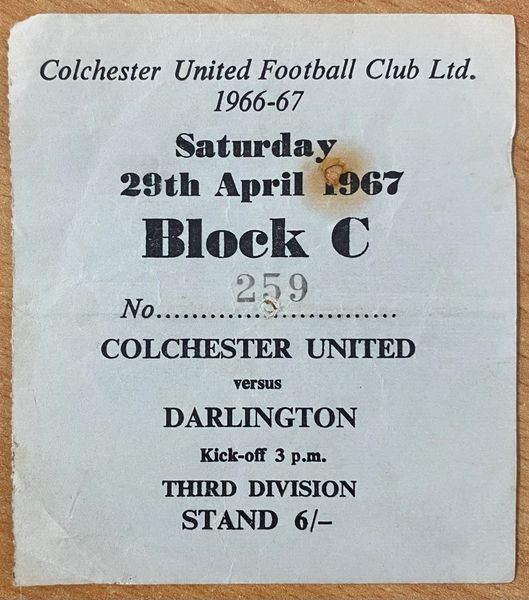 Colchester United Football Club Ltd.
1966-67
Saturday
29th April 1967
Block C
259
No...........................
COLCHESTER UNITED
versus
DARLINGTON
Kick-off 3 p.m.
THIRD DIVISION
STAND 6/–